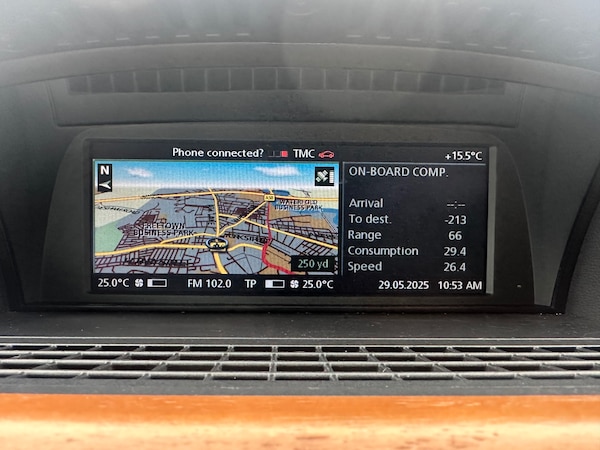 Phone connected? TMC +15.5°C
N
ON-BOARD COMP.
WATERFORD
BUSINESS PARK
FREETOWN
BUSINESS PARK
Arrival --:--
To dest. -213
Range 66
Consumption 29.4
Speed 26.4
250 yd
25.0°C FM 102.0 TP 25.0°C 29.05.2025 10:53 AM